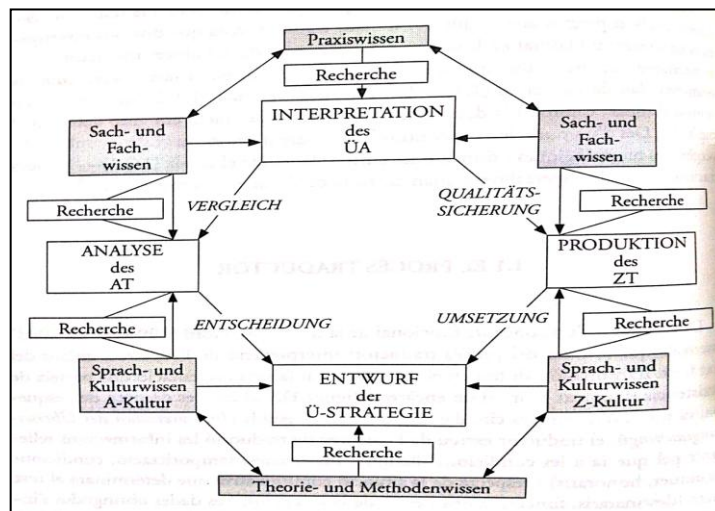 Praxiswissen
Recherche
INTERPRETATION
des
ÜA
Sach- und
Fach-
wissen
Sach- und
Fach-
wissen
Recherche
VERGLEICH
QUALITÄTS-
SICHERUNG
Recherche
ANALYSE
des
AT
PRODUKTION
des
ZT
1.1 EL PROCÉS TRADUCTOR
Recherche
ENTSCHEIDUNG
UMSETZUNG
Recherche
Sprach- und
Kulturwissen
A-Kultur
ENTWURF
der
Ü-STRATEGIE
Sprach- und
Kulturwissen
Z-Kultur
Recherche
Theorie- und Methodenwissen